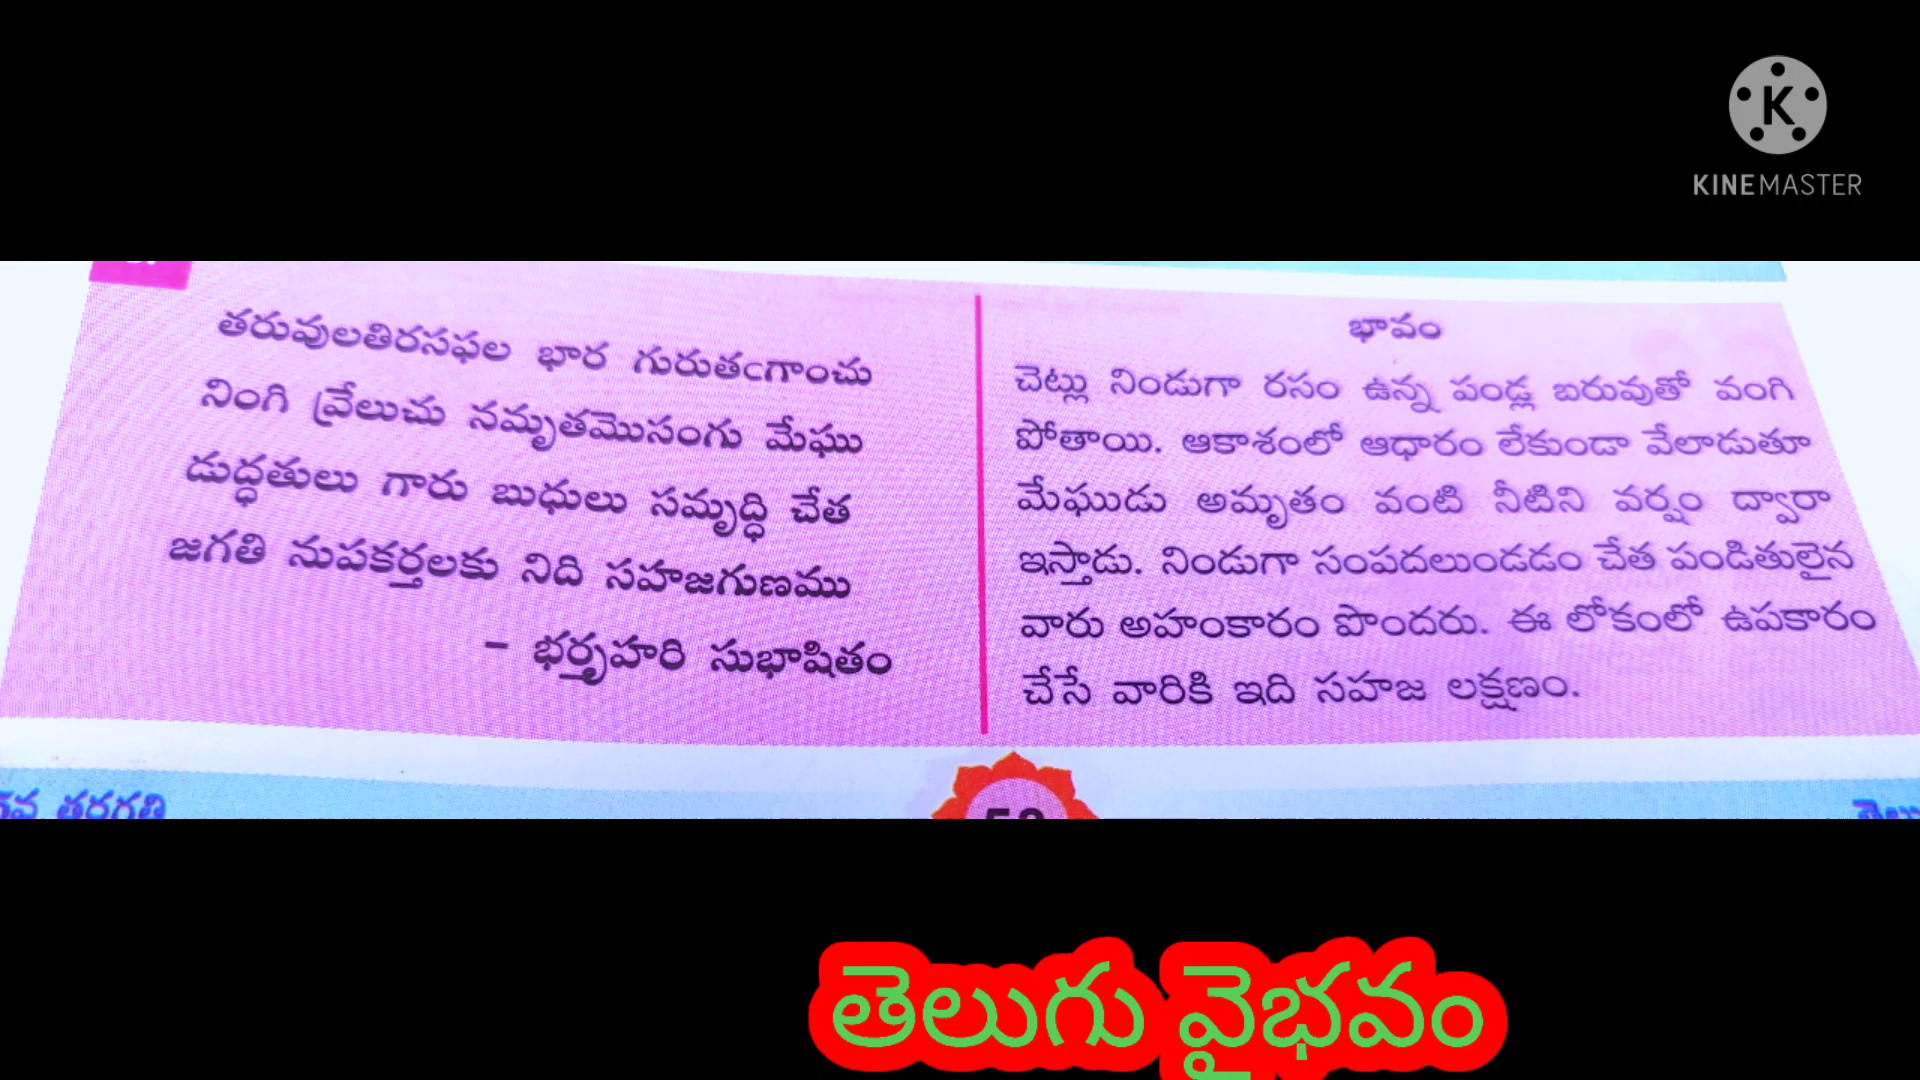 KINEMASTER
తరువులతిరసఫల భార గురుతఁగాంచు
నింగి వ్రేలుచు నమృతమొసంగు మేఘు
డుద్ధతులు గారు బుధులు సమృద్ధి చేత
జగతి నుపకర్తలకు నిది సహజగుణము
– భర్తృహరి సుభాషితం
భావం
చెట్లు నిండుగా రసం ఉన్న పండ్ల బరువుతో వంగి
పోతాయి. ఆకాశంలో ఆధారం లేకుండా వేలాడుతూ
మేఘుడు అమృతం వంటి నీటిని వర్షం ద్వారా
ఇస్తాడు. నిండుగా సంపదలుండడం చేత పండితులైన
వారు అహంకారం పొందరు. ఈ లోకంలో ఉపకారం
చేసే వారికి ఇది సహజ లక్షణం.
తరగతి
తెలుగు వైభవం